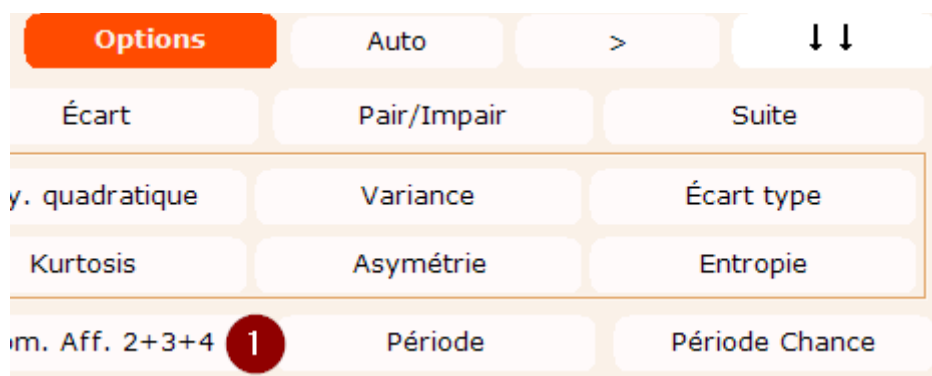 Options Auto > ↓ ↓
Écart Pair/Impair Suite
y. quadratique Variance Écart type
Kurtosis Asymétrie Entropie
om. Aff. 2+3+4 1 Période Période Chance